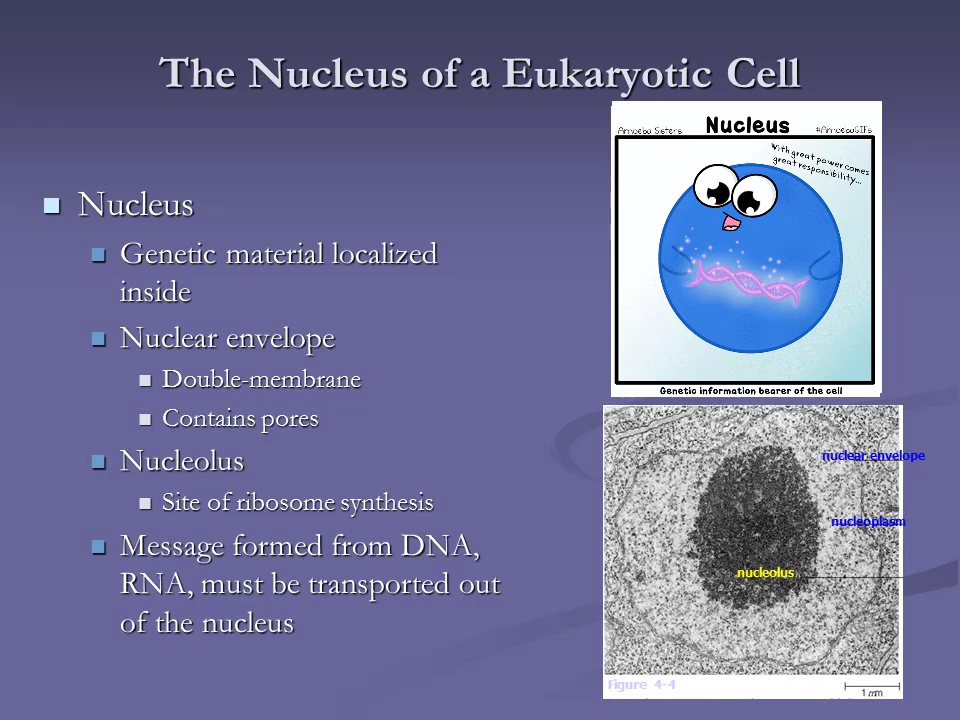 The Nucleus of a Eukaryotic Cell
Nucleus
Genetic material localized
inside
Nuclear envelope
Double-membrane
Contains pores
Nucleolus
Site of ribosome synthesis
Message formed from DNA,
RNA, must be transported out
of the nucleus
Amoeba Sisters
Nucleus
#AmoebaGIFs
With great power comes
great responsibility...
Genetic information bearer of the cell
nuclear envelope
nucleoplasm
nucleolus
Figure 4-4
1 mm